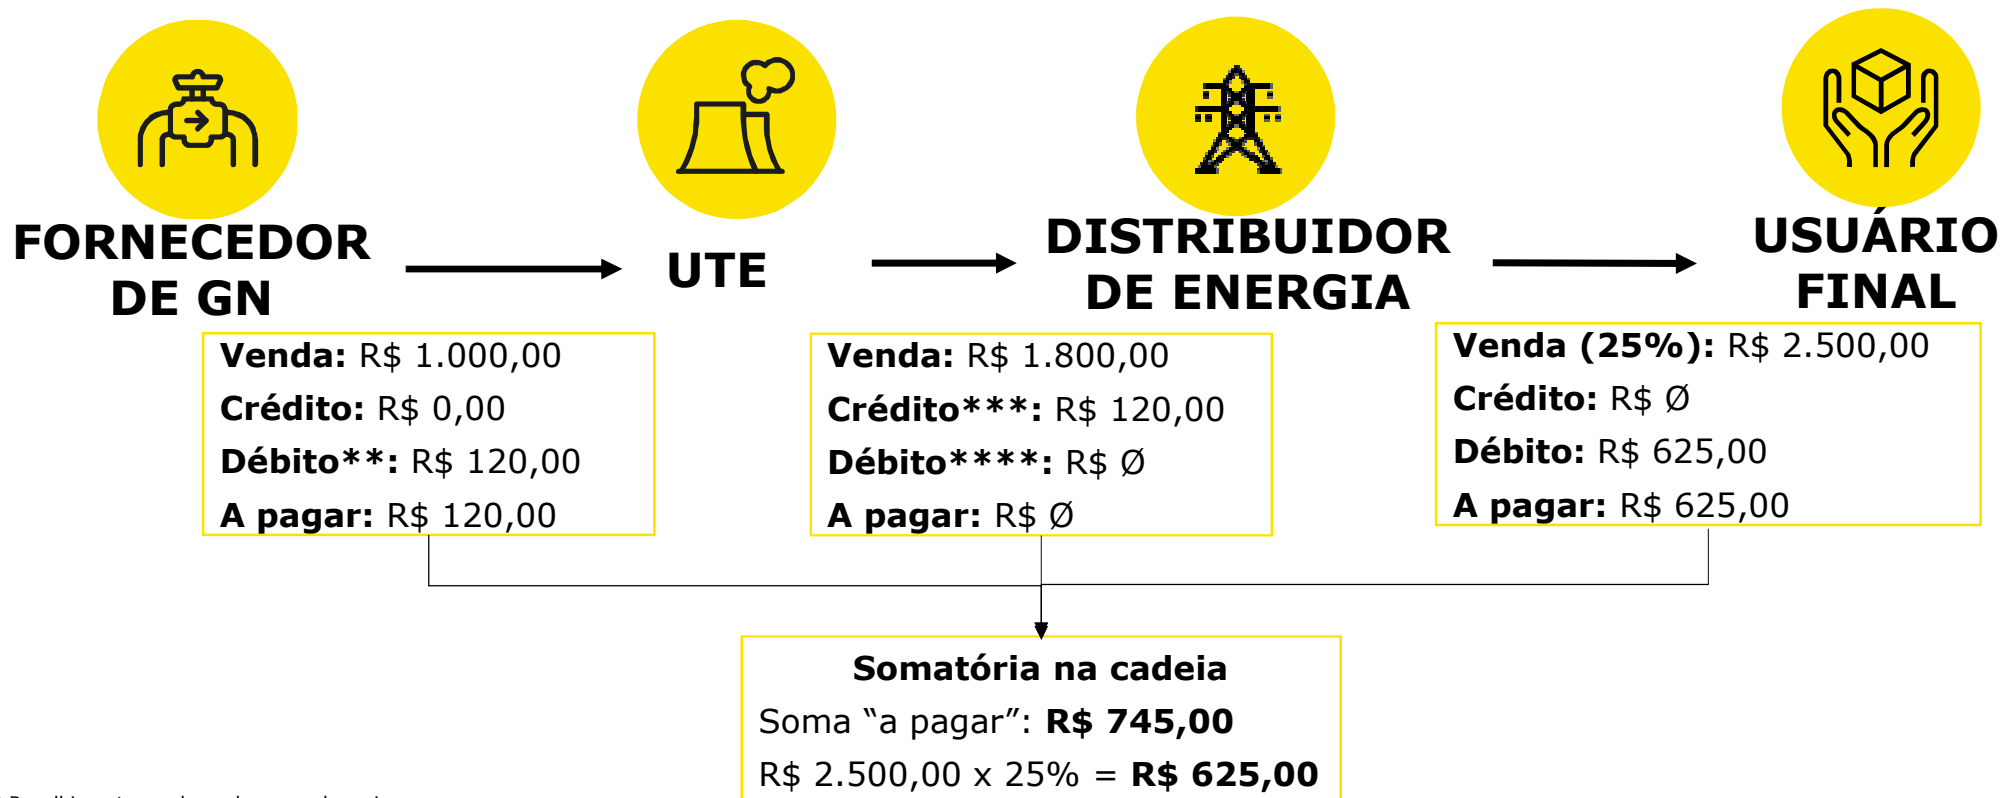 FORNECEDOR
DE GN
UTE
DISTRIBUIDOR
DE ENERGIA
USUÁRIO
FINAL
Venda: R$ 1.000,00
Crédito: R$ 0,00
Débito**: R$ 120,00
A pagar: R$ 120,00
Venda: R$ 1.800,00
Crédito***: R$ 120,00
Débito****: R$ Ø
A pagar: R$ Ø
Venda (25%): R$ 2.500,00
Crédito: R$ Ø
Débito: R$ 625,00
A pagar: R$ 625,00
Somatória na cadeia
Soma “a pagar”: R$ 745,00
R$ 2.500,00 x 25% = R$ 625,00